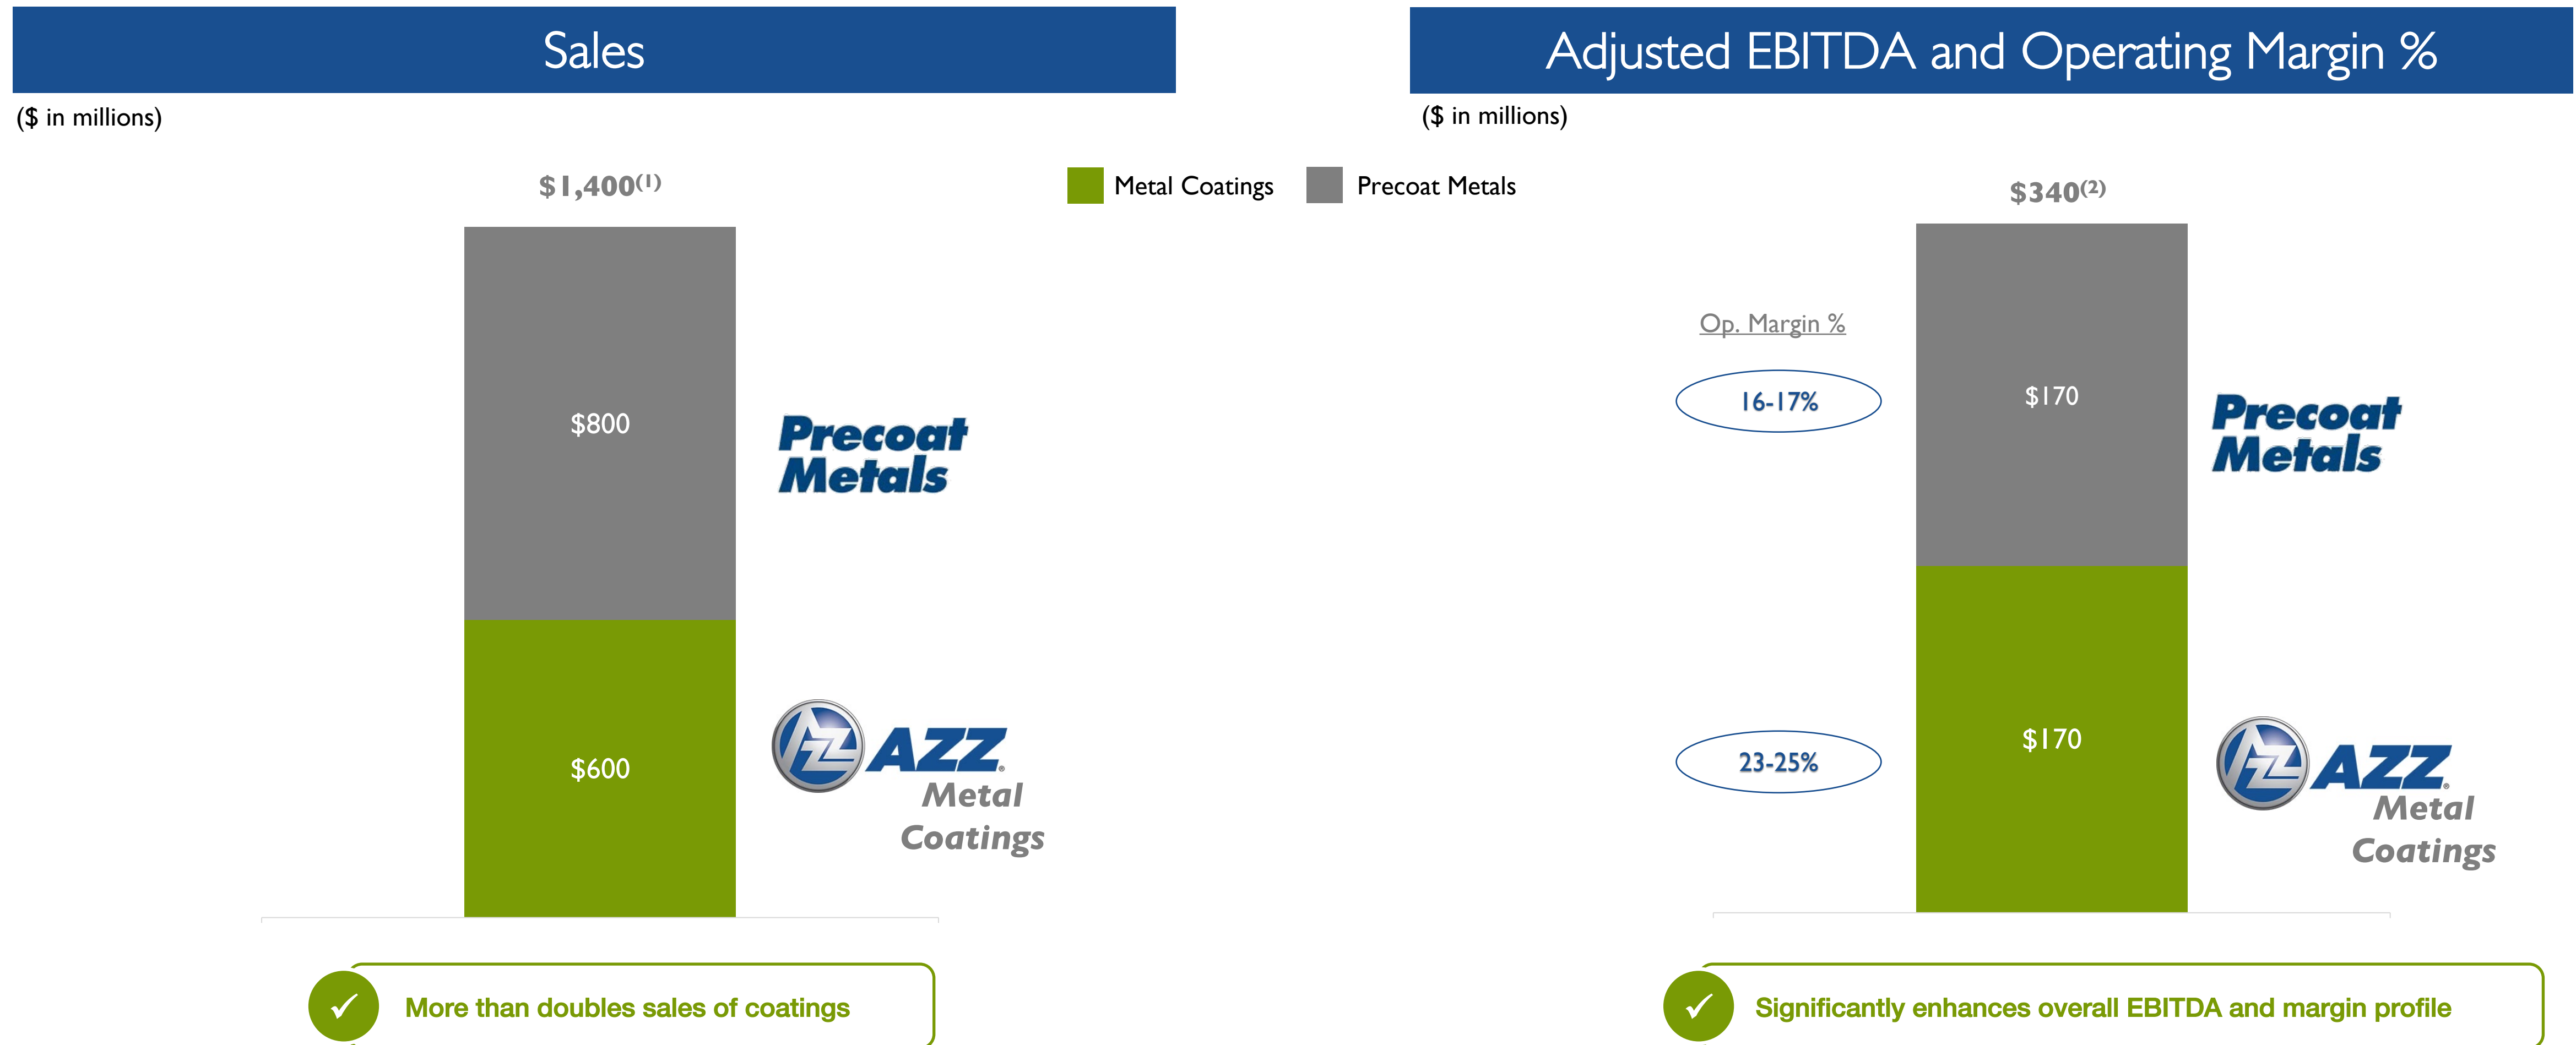 Sales
($ in millions)
$1,400(1)
$800
Precoat
Metals
$600
AZZ
Metal
Coatings
More than doubles sales of coatings
Metal Coatings
Precoat Metals
Adjusted EBITDA and Operating Margin %
($ in millions)
$340(2)
Op. Margin %
16-17%
$170
Precoat
Metals
23-25%
$170
AZZ
Metal
Coatings
Significantly enhances overall EBITDA and margin profile